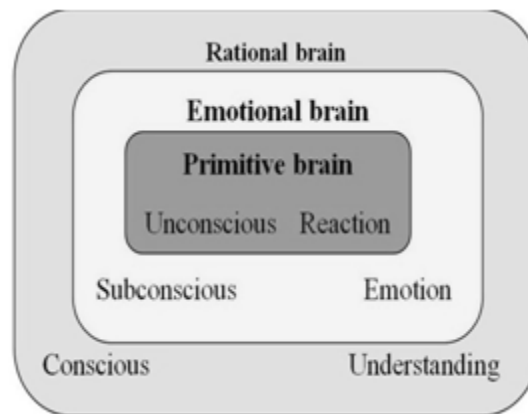 Rational brain
Emotional brain
Primitive brain
Unconscious Reaction
Subconscious Emotion
Conscious Understanding